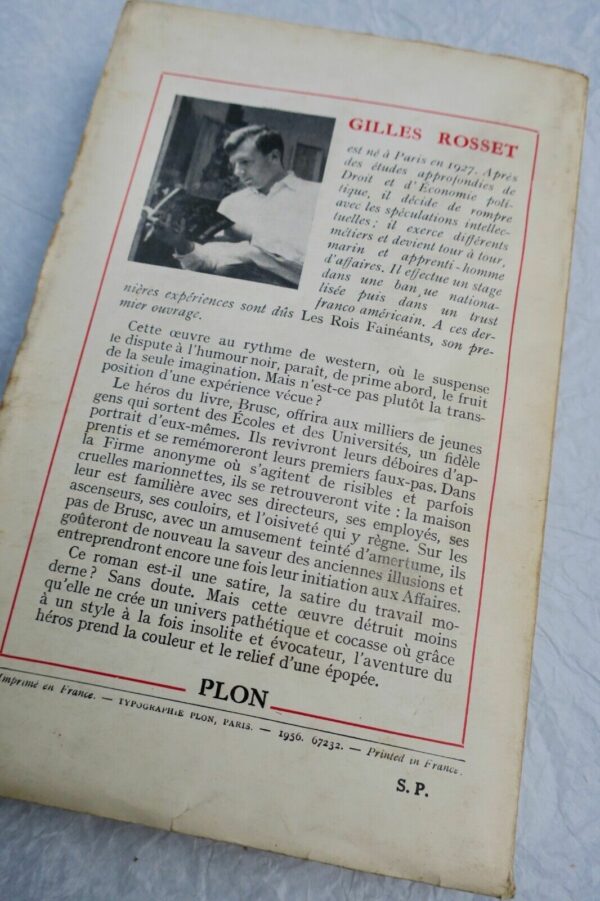 GILLES ROSSET
est né à Paris en 1927. Après
des études approfondies de
Droit et d'Économie poli-
tique, il décide de rompre
avec les spéculations intellec-
tuelles ; il exerce différents
métiers et devient tour à tour,
marin et apprenti-homme
d'affaires. Il effectue un stage
dans une ban ue nationa-
lisée puis dans un trust
franco américain. A ces der-
nières expériences sont dûs Les Rois Fainéants, son pre-
mier ouvrage.
Cette œuvre au rythme de western, où le suspense
le dispute à l'humour noir, paraît, de prime abord, le fruit
de la seule imagination. Mais n'est-ce pas plutôt la trans-
position d'une expérience vécue ?
Le héros du livre, Brusc, offrira aux milliers de jeunes
gens qui sortent des Écoles et des Universités, un fidèle
portrait d'eux-mêmes. Ils revivront leurs déboires d'ap-
prentis et se remémoreront leurs premiers faux-pas. Dans
la Firme anonyme où s'agitent de risibles et parfois
cruelles marionnettes, ils se retrouveront vite : la maison
leur est familière avec ses directeurs, ses employés, ses
ascenseurs, ses couloirs, et l'oisiveté qui y règne. Sur les
pas de Brusc, avec un amusement teinté d'amertume, ils
goûteront de nouveau la saveur des anciennes illusions et
entreprendront encore une fois leur initiation aux Affaires.
Ce roman est-il une satire, la satire du travail mo-
derne ? Sans doute. Mais cette œuvre détruit moins
qu'elle ne crée un univers pathétique et cocasse où grâce
à un style à la fois insolite et évocateur, l'aventure du
héros prend la couleur et le relief d'une épopée.
PLON
Imprimé en France. — TYPOGRAPHIE PLON, PARIS. — 1956. 67232. — Printed in France.
S. P.